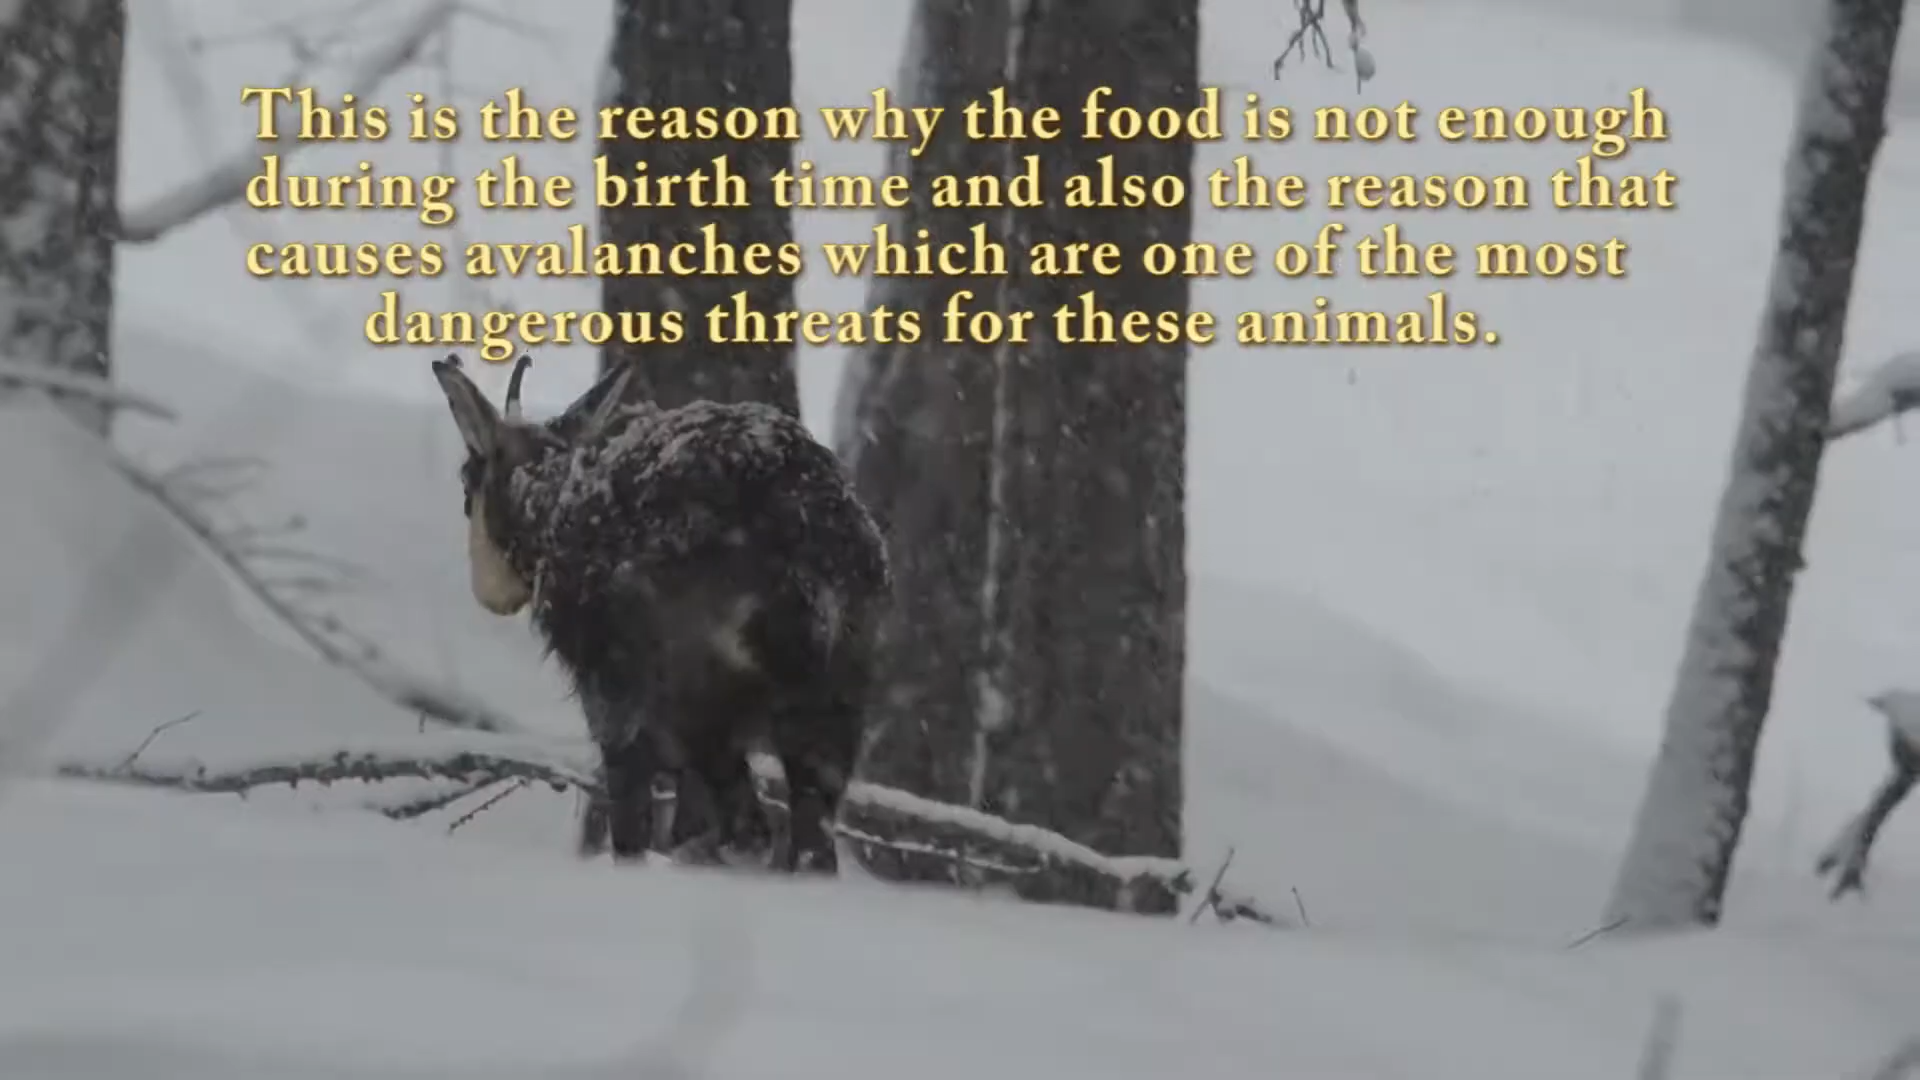 This is the reason why the food is not enough
during the birth time and also the reason that
causes avalanches which are one of the most
dangerous threats for these animals.